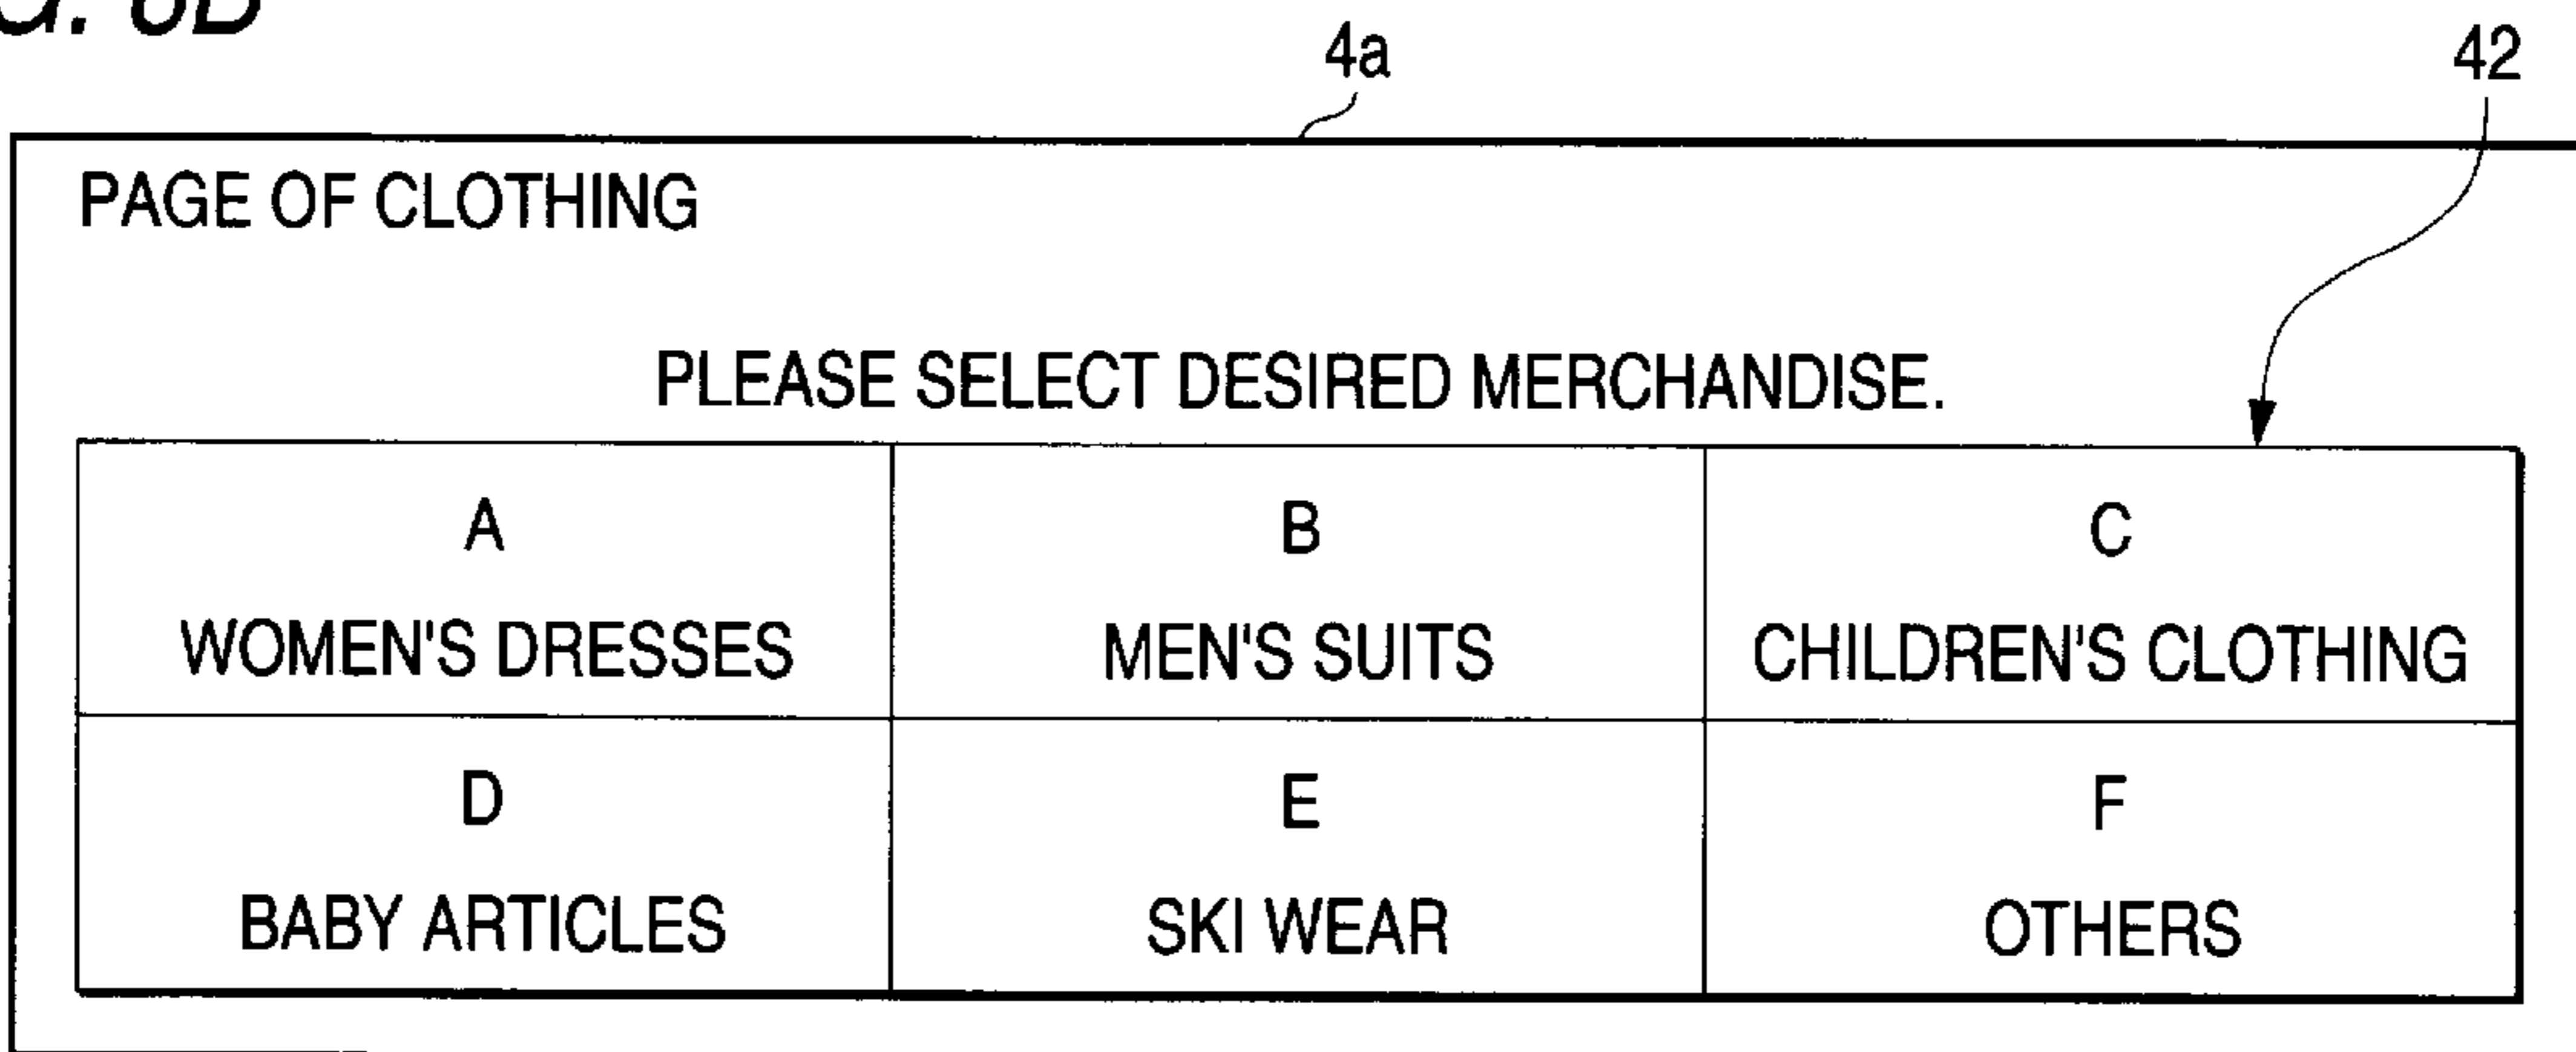 4a
42
PAGE OF CLOTHING
PLEASE SELECT DESIRED MERCHANDISE.
A
B
C
WOMEN'S DRESSES
MEN'S SUITS
CHILDREN'S CLOTHING
D
E
F
BABY ARTICLES
SKI WEAR
OTHERS